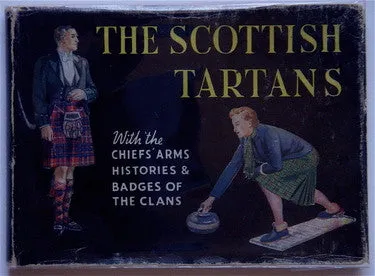 THE SCOTTISH
TARTANS
With the
CHIEFS' ARMS
HISTORIES &
BADGES OF
THE CLANS